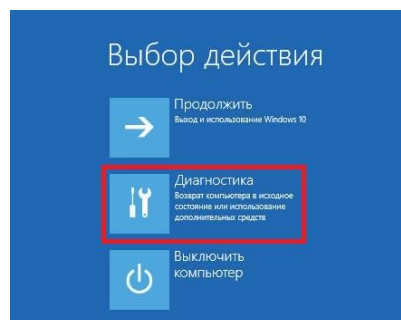 Выбор действия
Продолжить
Выход и использование Windows 10
Диагностика
Возврат компьютера в исходное
состояние или использование
дополнительных средств
Выключить
компьютер